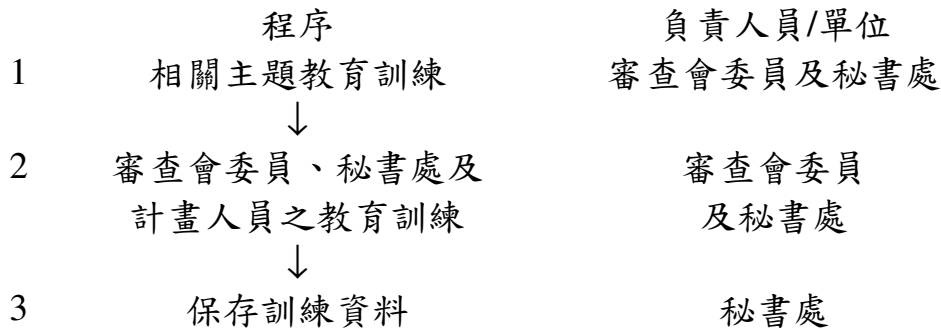 程序 負責人員/單位
1 相關主題教育訓練 審查會委員及秘書處
↓
2 審查會委員、秘書處及 審查會委員
計畫人員之教育訓練 及秘書處
↓
3 保存訓練資料 秘書處